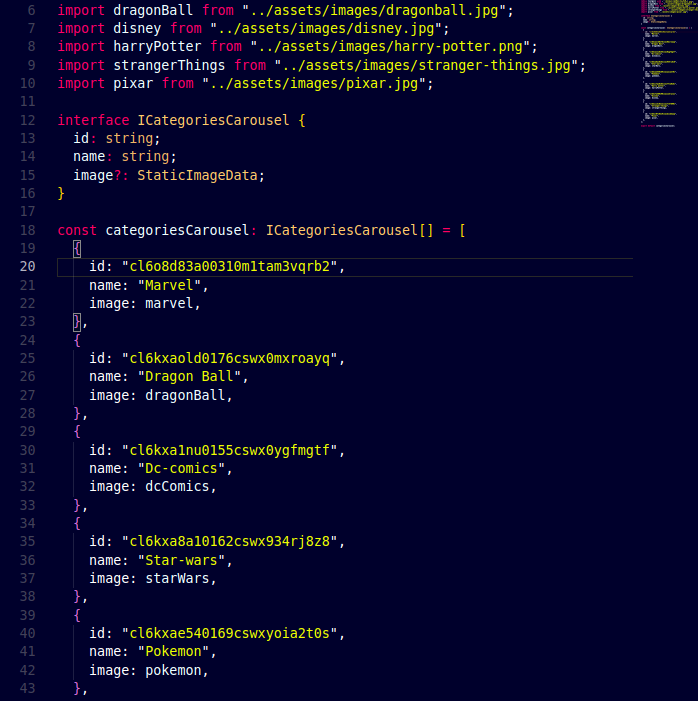 6 import dragonBall from "../assets/images/dragonball.jpg";
7 import disney from "../assets/images/disney.jpg";
8 import harryPotter from "../assets/images/harry-potter.png";
9 import strangerThings from "../assets/images/stranger-things.jpg";
10 import pixar from "../assets/images/pixar.jpg";
11
12 interface ICategoriesCarousel {
13 id: string;
14 name: string;
15 image?: StaticImageData;
16 }
17
18 const categoriesCarousel: ICategoriesCarousel[] = [
19 {
20 id: "cl6o8d83a00310m1tam3vqrb2",
21 name: "Marvel",
22 image: marvel,
23 },
24 {
25 id: "cl6kxaold0176cswx0mxroayq",
26 name: "Dragon Ball",
27 image: dragonBall,
28 },
29 {
30 id: "cl6kxa1nu0155cswx0ygfmgtf",
31 name: "Dc-comics",
32 image: dcComics,
33 },
34 {
35 id: "cl6kxa8a10162cswx934rj8z8",
36 name: "Star-wars",
37 image: starWars,
38 },
39 {
40 id: "cl6kxae540169cswxyoia2t0s",
41 name: "Pokemon",
42 image: pokemon,
43 },